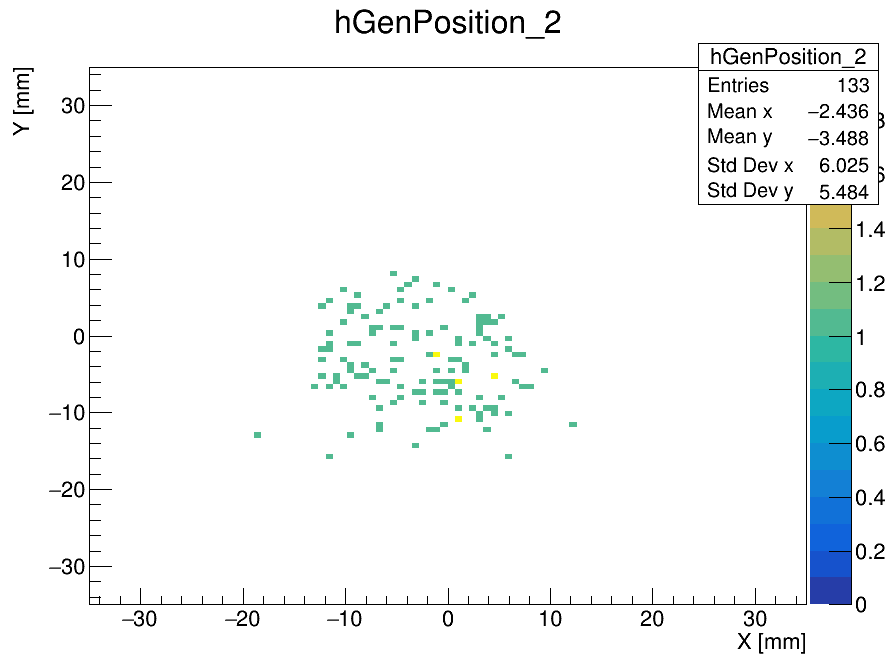 hGenPosition_2
hGenPosition_2
Entries 133
Mean x −2.436
Mean y −3.488
Std Dev x 6.025
Std Dev y 5.484
Y [mm]
30
20
10
0
−10
−20
−30
1.4
1.2
1
0.8
0.6
0.4
0.2
0
−30 −20 −10 0 10 20 30
X [mm]